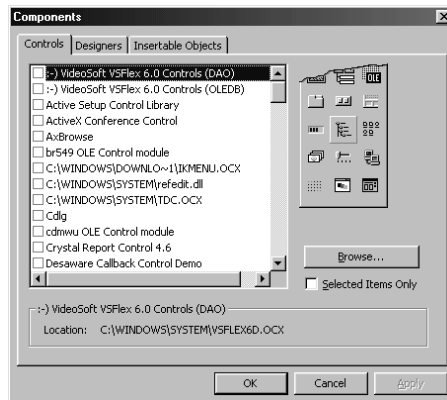 Components
Controls Designers Insertable Objects
:-) VideoSoft VSFlex 6.0 Controls (DAO)
:-) VideoSoft VSFlex 6.0 Controls (OLEDB)
Active Setup Control Library
ActiveX Conference Control
AxBrowse
br549 OLE Control module
C:\WINDOWS\DOWNLO~1\IKMENU.OCX
C:\WINDOWS\SYSTEM\refedit.dll
C:\WINDOWS\SYSTEM\TDC.OCX
Cdlg
cdmwu OLE Control module
Crystal Report Control 4.6
Desaware Callback Control Demo
OLE
Browse...
Selected Items Only
:-) VideoSoft VSFlex 6.0 Controls (DAO)
Location: C:\WINDOWS\SYSTEM\VSFLEX6D.OCX
OK Cancel Apply